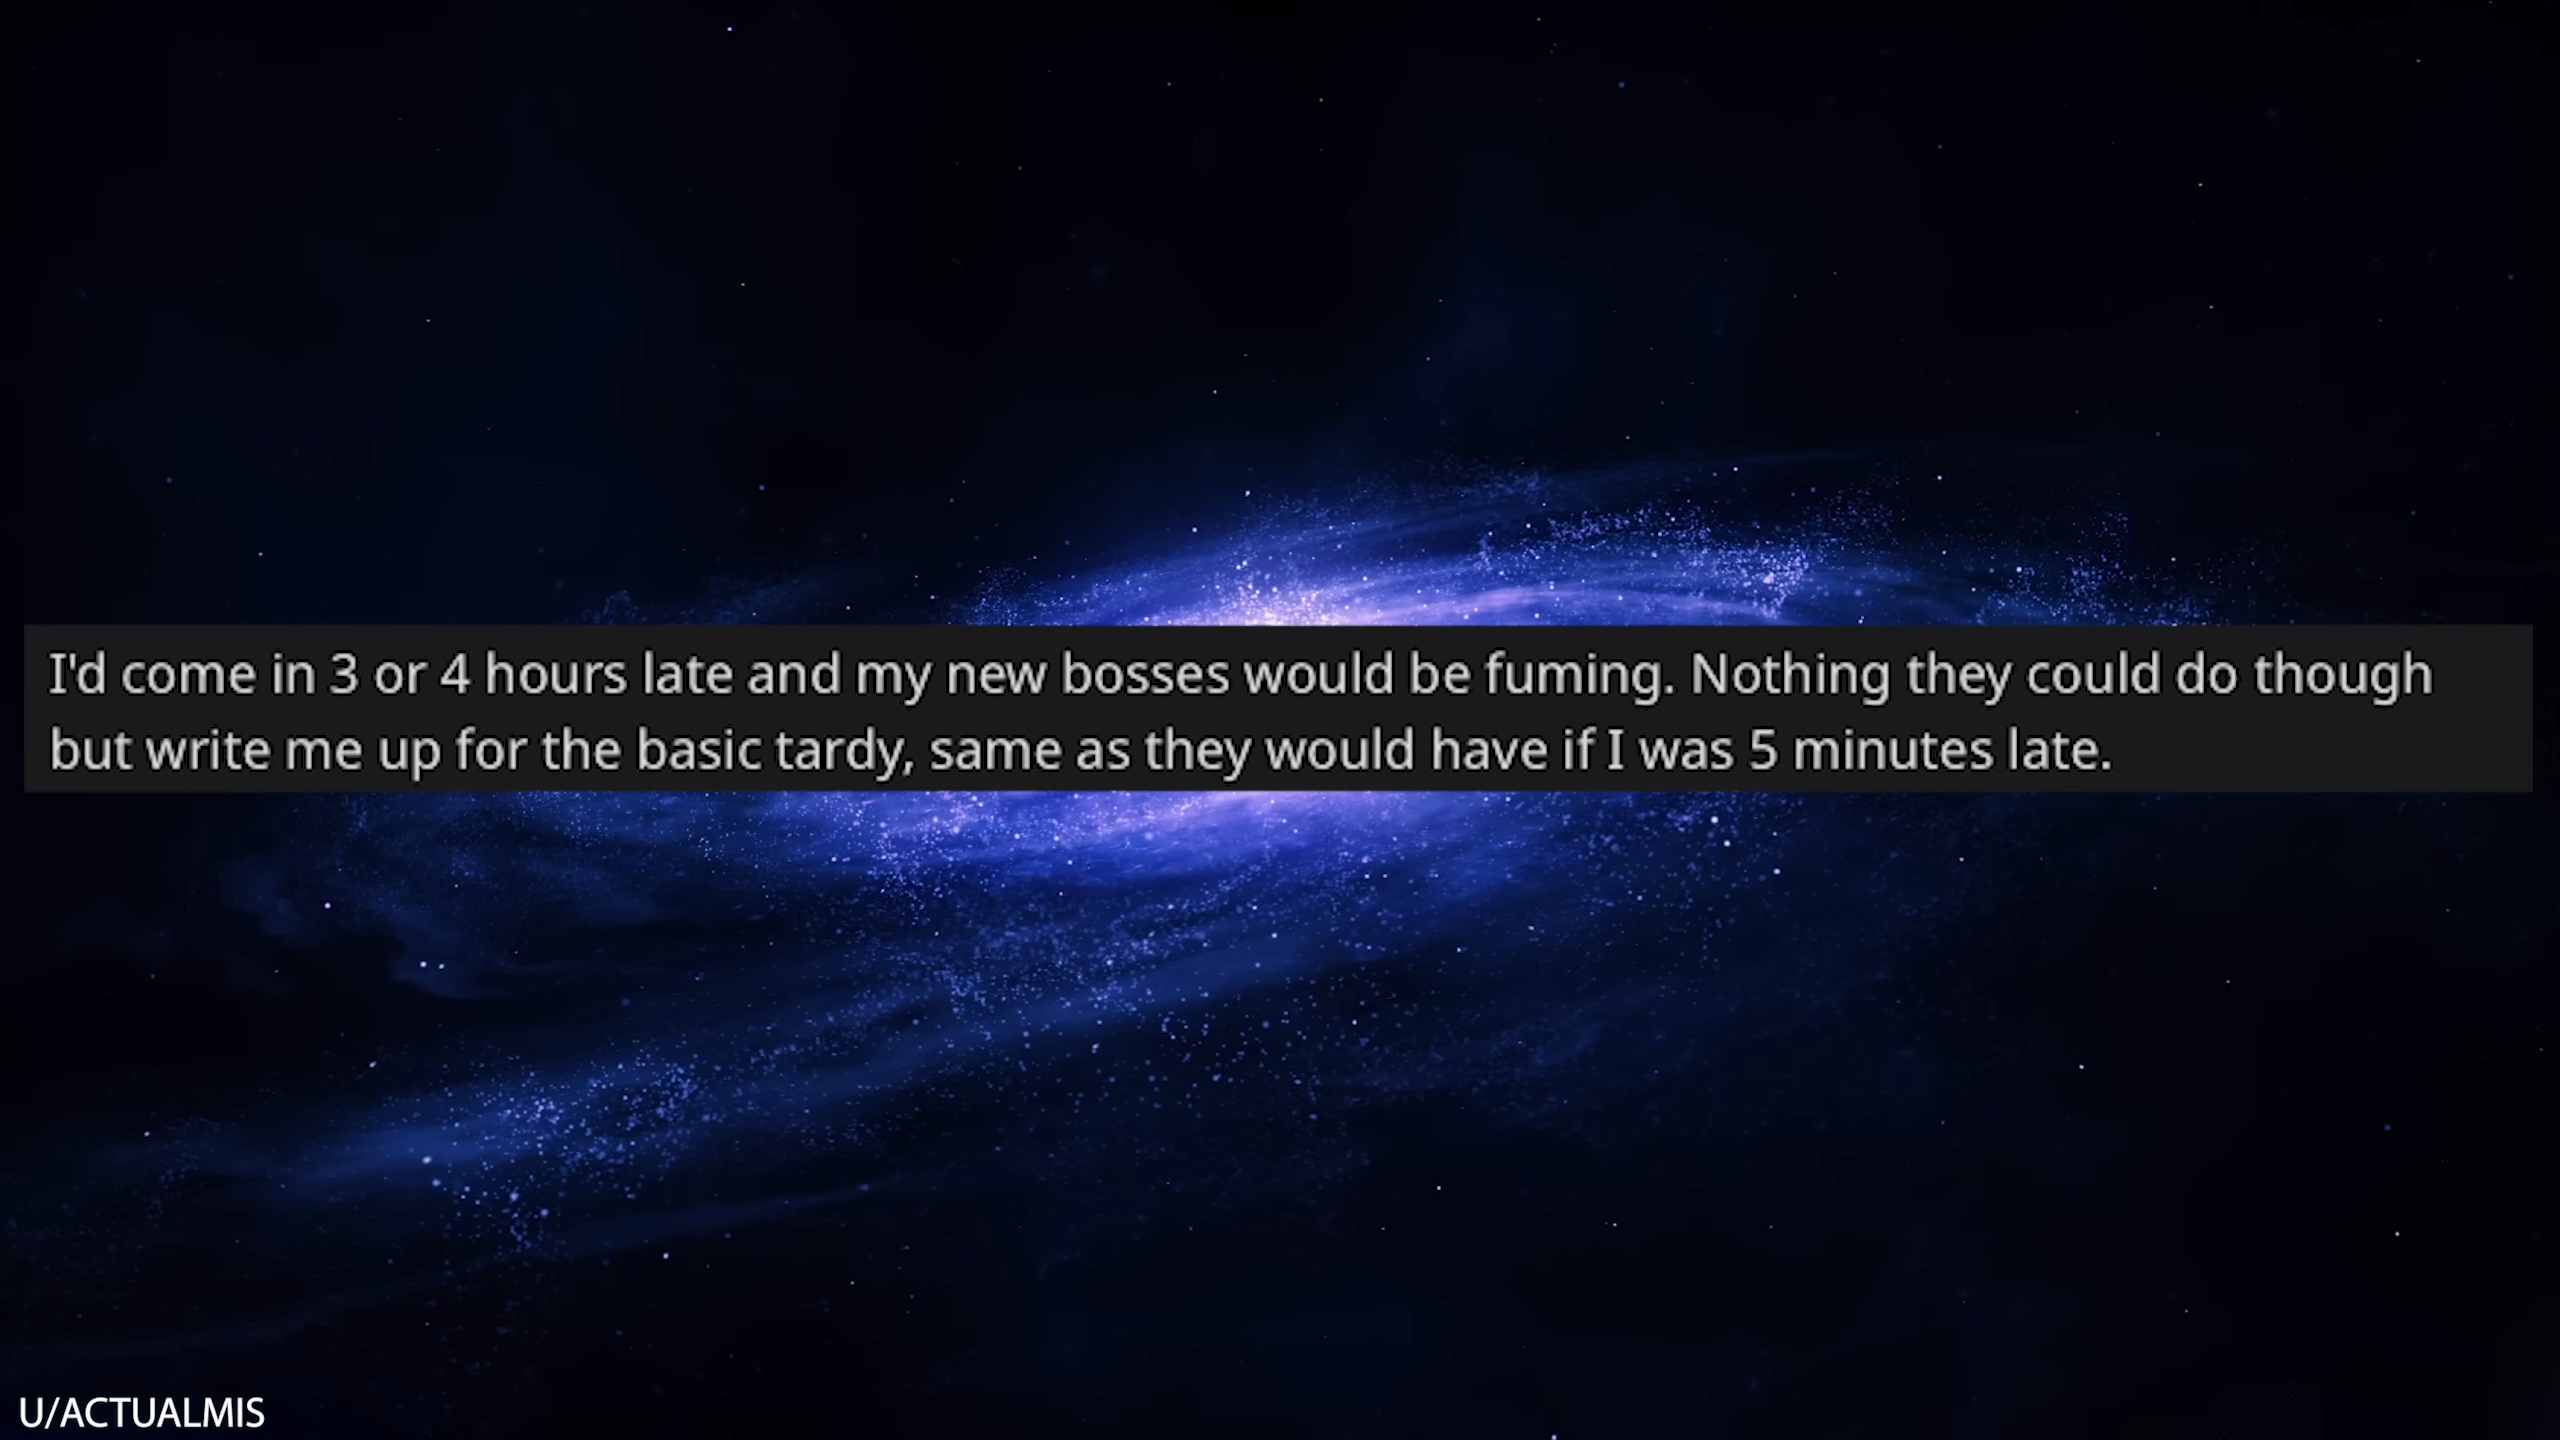 I'd come in 3 or 4 hours late and my new bosses would be fuming. Nothing they could do though
but write me up for the basic tardy, same as they would have if I was 5 minutes late.
U/ACTUALMIS